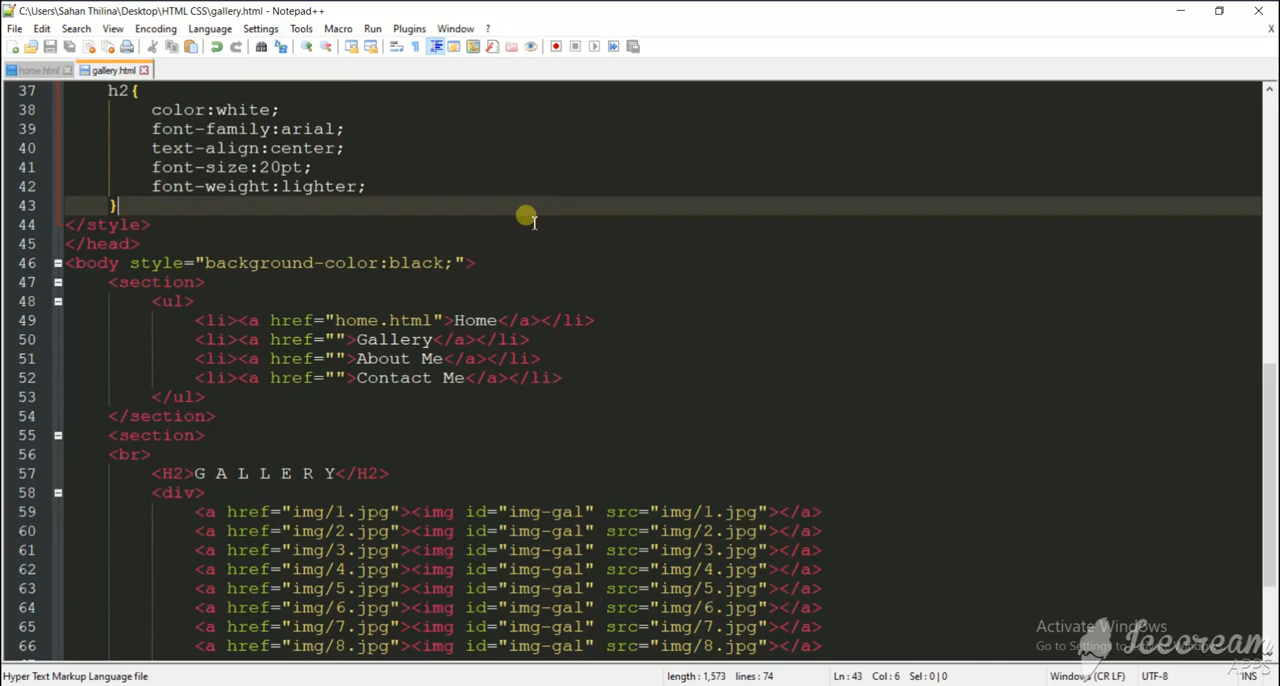 C:\Users\Sahan Thilina\Desktop\HTML CSS\gallery.html - Notepad++
File Edit Search View Encoding Language Settings Tools Macro Run Plugins Window ? X
home.html gallery.html
37 h2{
38 color:white;
39 font-family:arial;
40 text-align:center;
41 font-size:20pt;
42 font-weight:lighter;
43 }
44 </style>
45 </head>
46 <body style="background-color:black;">
47 <section>
48 <ul>
49 <li><a href="home.html">Home</a></li>
50 <li><a href="">Gallery</a></li>
51 <li><a href="">About Me</a></li>
52 <li><a href="">Contact Me</a></li>
53 </ul>
54 </section>
55 <section>
56 <br>
57 <H2>G A L L E R Y</H2>
58 <div>
59 <a href="img/1.jpg"><img id="img-gal" src="img/1.jpg"></a>
60 <a href="img/2.jpg"><img id="img-gal" src="img/2.jpg"></a>
61 <a href="img/3.jpg"><img id="img-gal" src="img/3.jpg"></a>
62 <a href="img/4.jpg"><img id="img-gal" src="img/4.jpg"></a>
63 <a href="img/5.jpg"><img id="img-gal" src="img/5.jpg"></a>
64 <a href="img/6.jpg"><img id="img-gal" src="img/6.jpg"></a>
65 <a href="img/7.jpg"><img id="img-gal" src="img/7.jpg"></a>
66 <a href="img/8.jpg"><img id="img-gal" src="img/8.jpg"></a>
Activate Windows
Go to Settings to
Icecream
APPS
Hyper Text Markup Language file length : 1,573 lines : 74 Ln : 43 Col : 6 Sel : 0 | 0 Windows (CR LF) UTF-8 INS